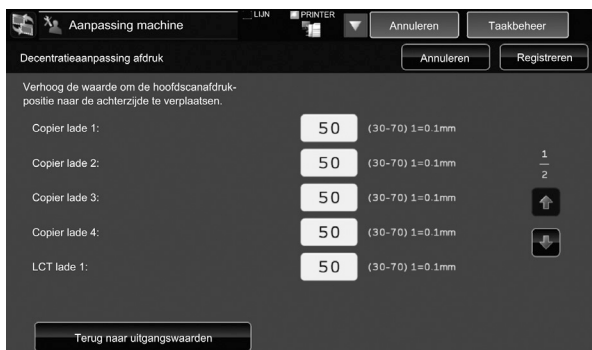 Aanpassing machine
LIJN
PRINTER
Annuleren
Taakbeheer
Decentratieaanpassing afdruk
Annuleren
Registreren
Verhoog de waarde om de hoofdscanafdruk-
positie naar de achterzijde te verplaatsen.
Copier lade 1: 50 (30-70) 1=0.1mm
Copier lade 2: 50 (30-70) 1=0.1mm
1
2
Copier lade 3: 50 (30-70) 1=0.1mm
Copier lade 4: 50 (30-70) 1=0.1mm
LCT lade 1: 50 (30-70) 1=0.1mm
Terug naar uitgangswaarden